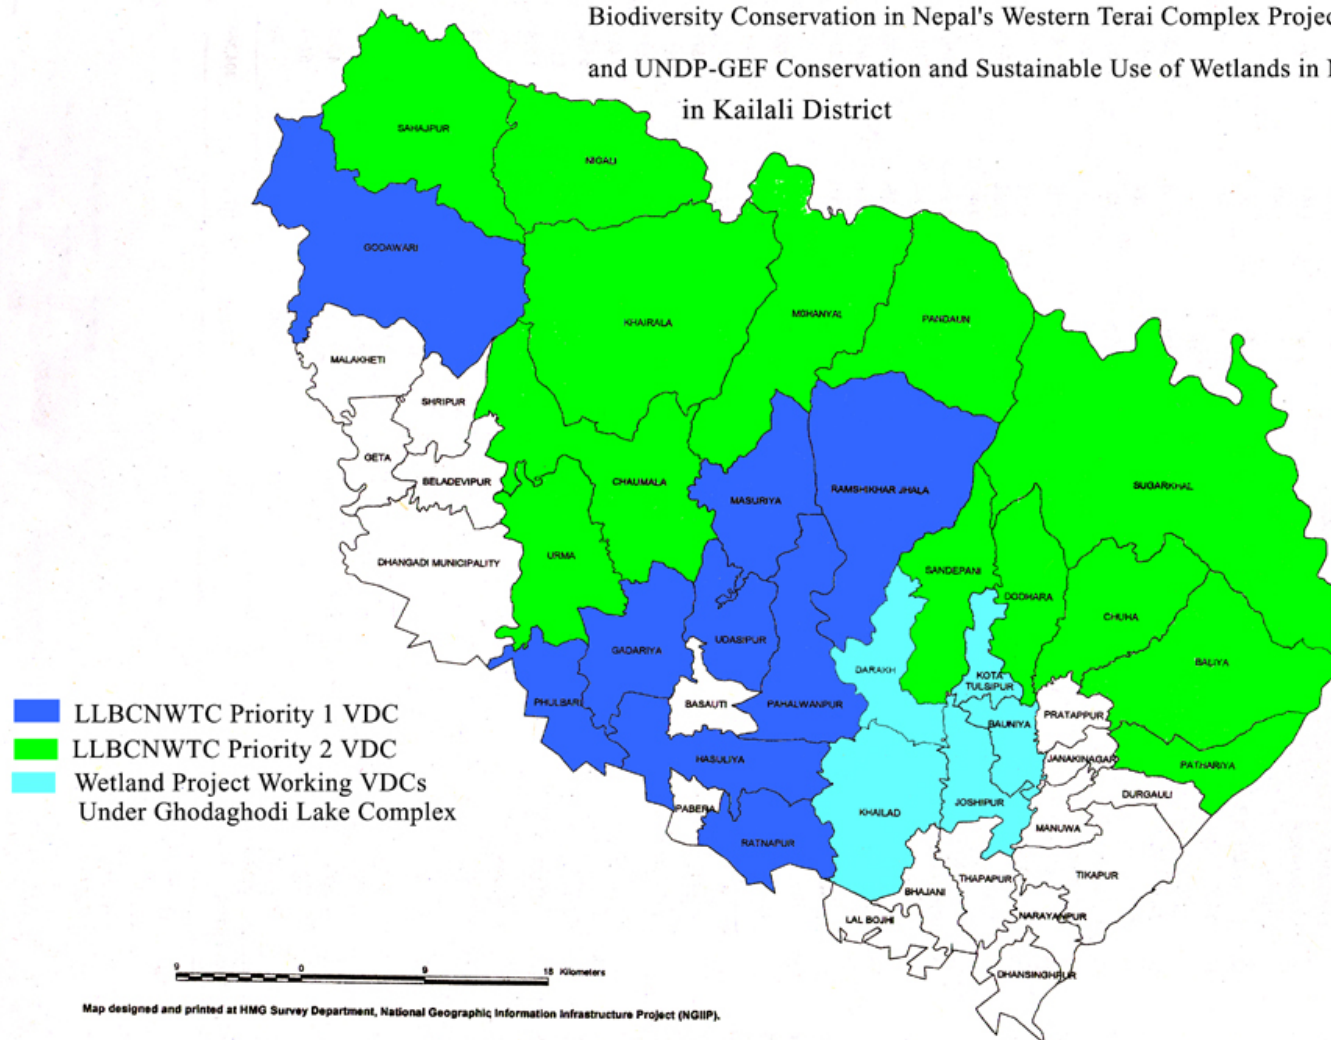 Biodiversity Conservation in Nepal's Western Terai Complex Projec
and UNDP-GEF Conservation and Sustainable Use of Wetlands in
in Kailali District
SAHAJPUR
NIGALI
GODAWARI
KHAIRALA
MOHANYAL
PANDAUN
MALAKHETI
SHRIPUR
GETA
BELADEVIPUR
CHAUMALA
MASURIYA
RAMSHIKHAR JHALA
SUGARKHAL
DHANGADI MUNICIPALITY
URMA
SANDEPANI
DODHARA
CHUHA
GADARIYA
UDASIPUR
DARAKH
KOTA
TULSIPUR
BALIYA
PHULBARI
BASAUTI
PAHALWANPUR
BAUNIYA
PRATAPPUR
HASULIYA
JANAKINAGAR
PATHARIYA
PABERA
KHAILAD
JOSHIPUR
DURGAULI
MANUWA
RATNAPUR
BHAJANI
THAPAPUR
TIKAPUR
LAL BOJHI
NARAYANPUR
DHANSINGHPUR
LLBCNWTC Priority 1 VDC
LLBCNWTC Priority 2 VDC
Wetland Project Working VDCs
Under Ghodaghodi Lake Complex
9 0 9 18 Kilometers
Map designed and printed at HMG Survey Department, National Geographic Information Infrastructure Project (NGIIP).